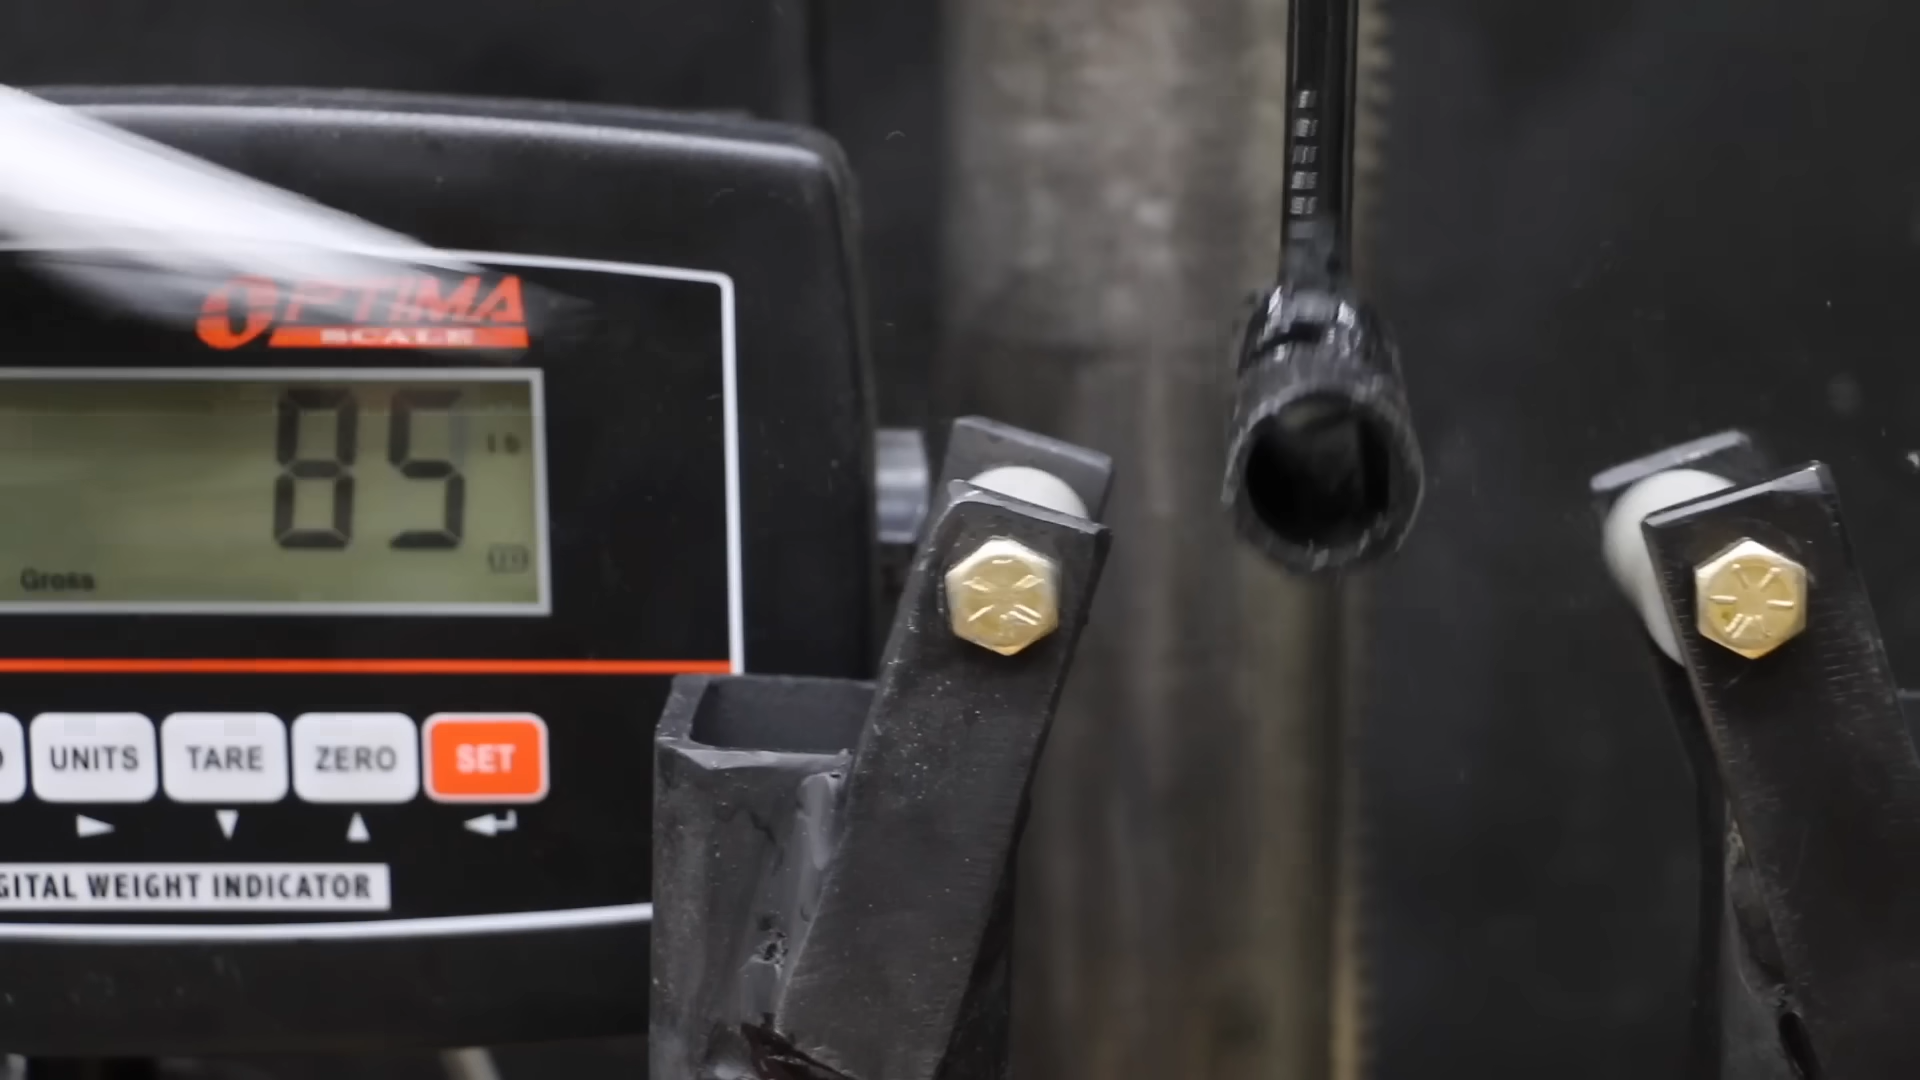 OPTIMA
SCALE
85 lb
Gross
UNITS TARE ZERO SET
GITAL WEIGHT INDICATOR